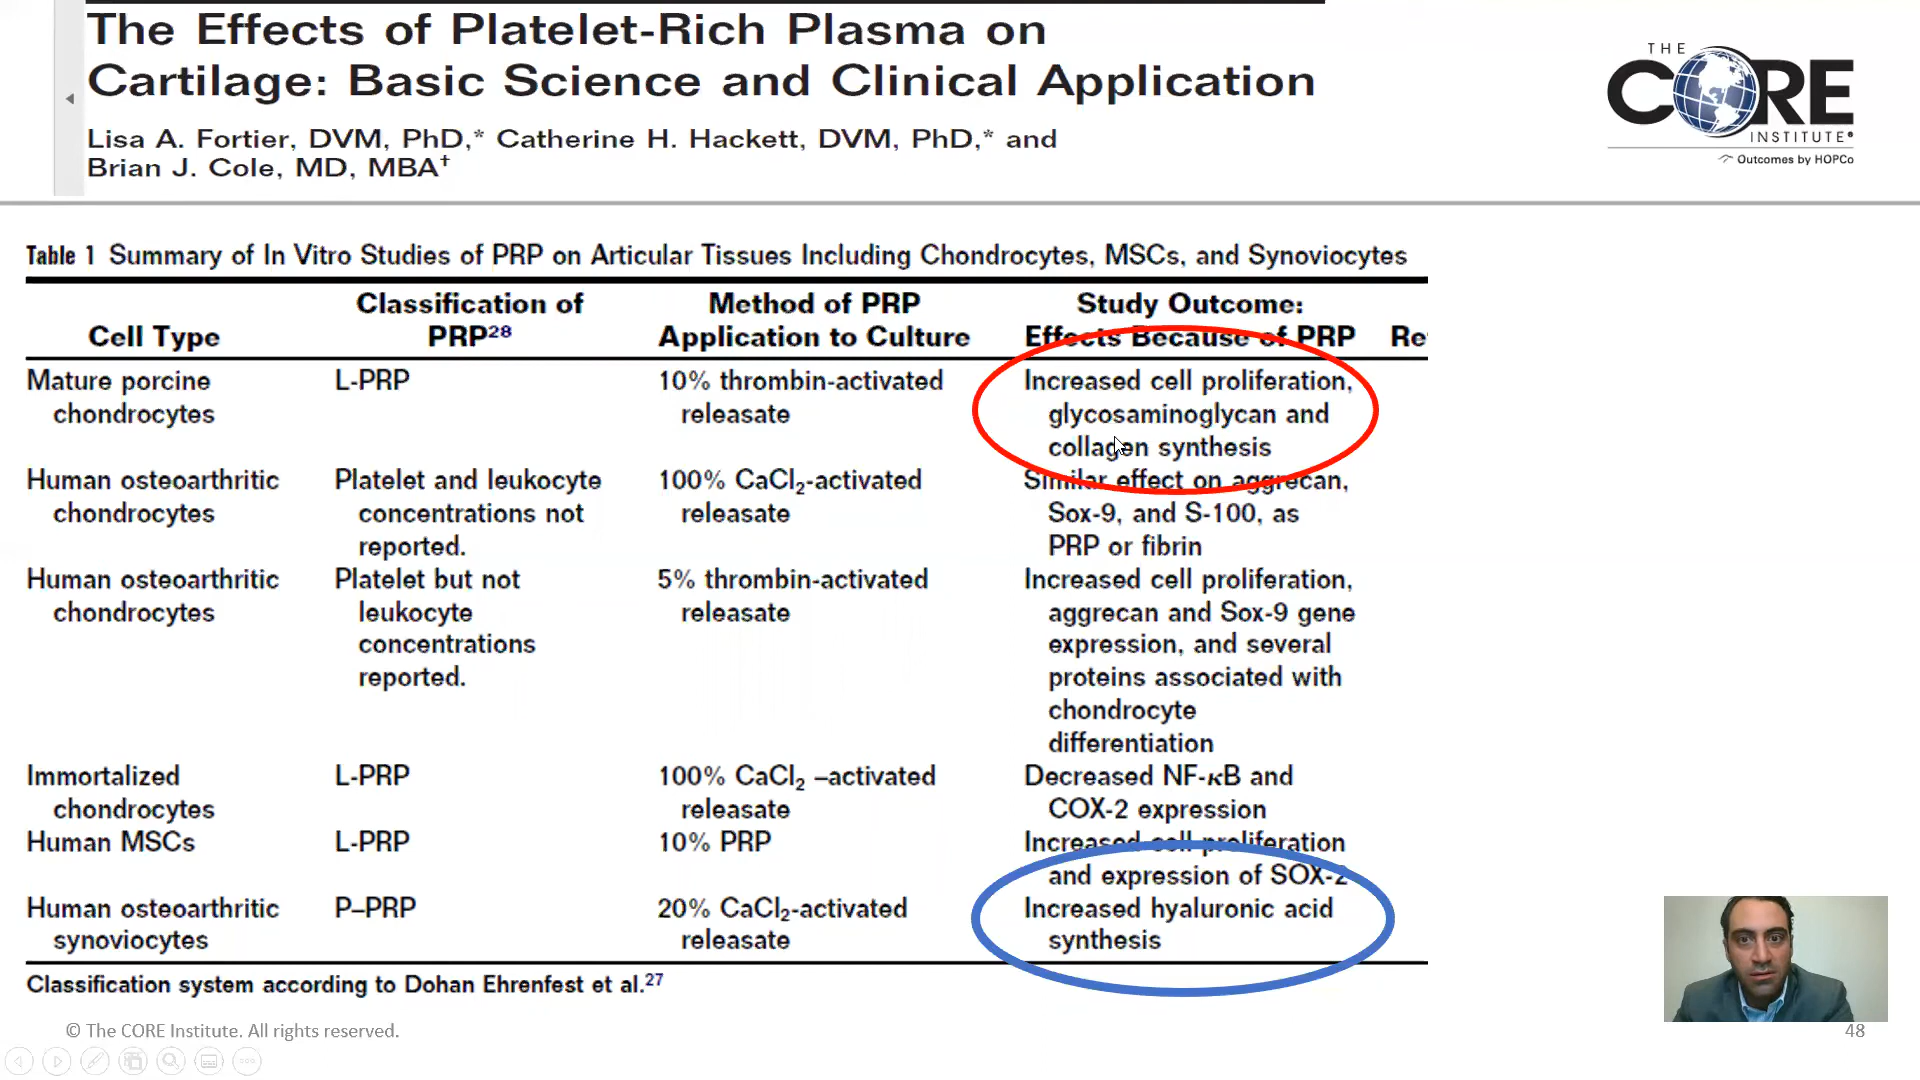 The Effects of Platelet-Rich Plasma on
Cartilage: Basic Science and Clinical Application
Lisa A. Fortier, DVM, PhD,* Catherine H. Hackett, DVM, PhD,* and
Brian J. Cole, MD, MBA†
THE
CORE
INSTITUTE®
Outcomes by HOPCo
Table 1 Summary of In Vitro Studies of PRP on Articular Tissues Including Chondrocytes, MSCs, and Synoviocytes
Cell Type
Classification of
PRP28
Method of PRP
Application to Culture
Study Outcome:
Effects Because of PRP
Re
Mature porcine
chondrocytes
L-PRP
10% thrombin-activated
releasate
Increased cell proliferation,
glycosaminoglycan and
collagen synthesis
Human osteoarthritic
chondrocytes
Platelet and leukocyte
concentrations not
reported.
100% CaCl2-activated
releasate
Similar effect on aggrecan,
Sox-9, and S-100, as
PRP or fibrin
Human osteoarthritic
chondrocytes
Platelet but not
leukocyte
concentrations
reported.
5% thrombin-activated
releasate
Increased cell proliferation,
aggrecan and Sox-9 gene
expression, and several
proteins associated with
chondrocyte
differentiation
Immortalized
chondrocytes
L-PRP
100% CaCl2 –activated
releasate
Decreased NF-κB and
COX-2 expression
Human MSCs
L-PRP
10% PRP
Increased cell proliferation
and expression of SOX-2
Human osteoarthritic
synoviocytes
P–PRP
20% CaCl2-activated
releasate
Increased hyaluronic acid
synthesis
Classification system according to Dohan Ehrenfest et al.27
© The CORE Institute. All rights reserved.
48